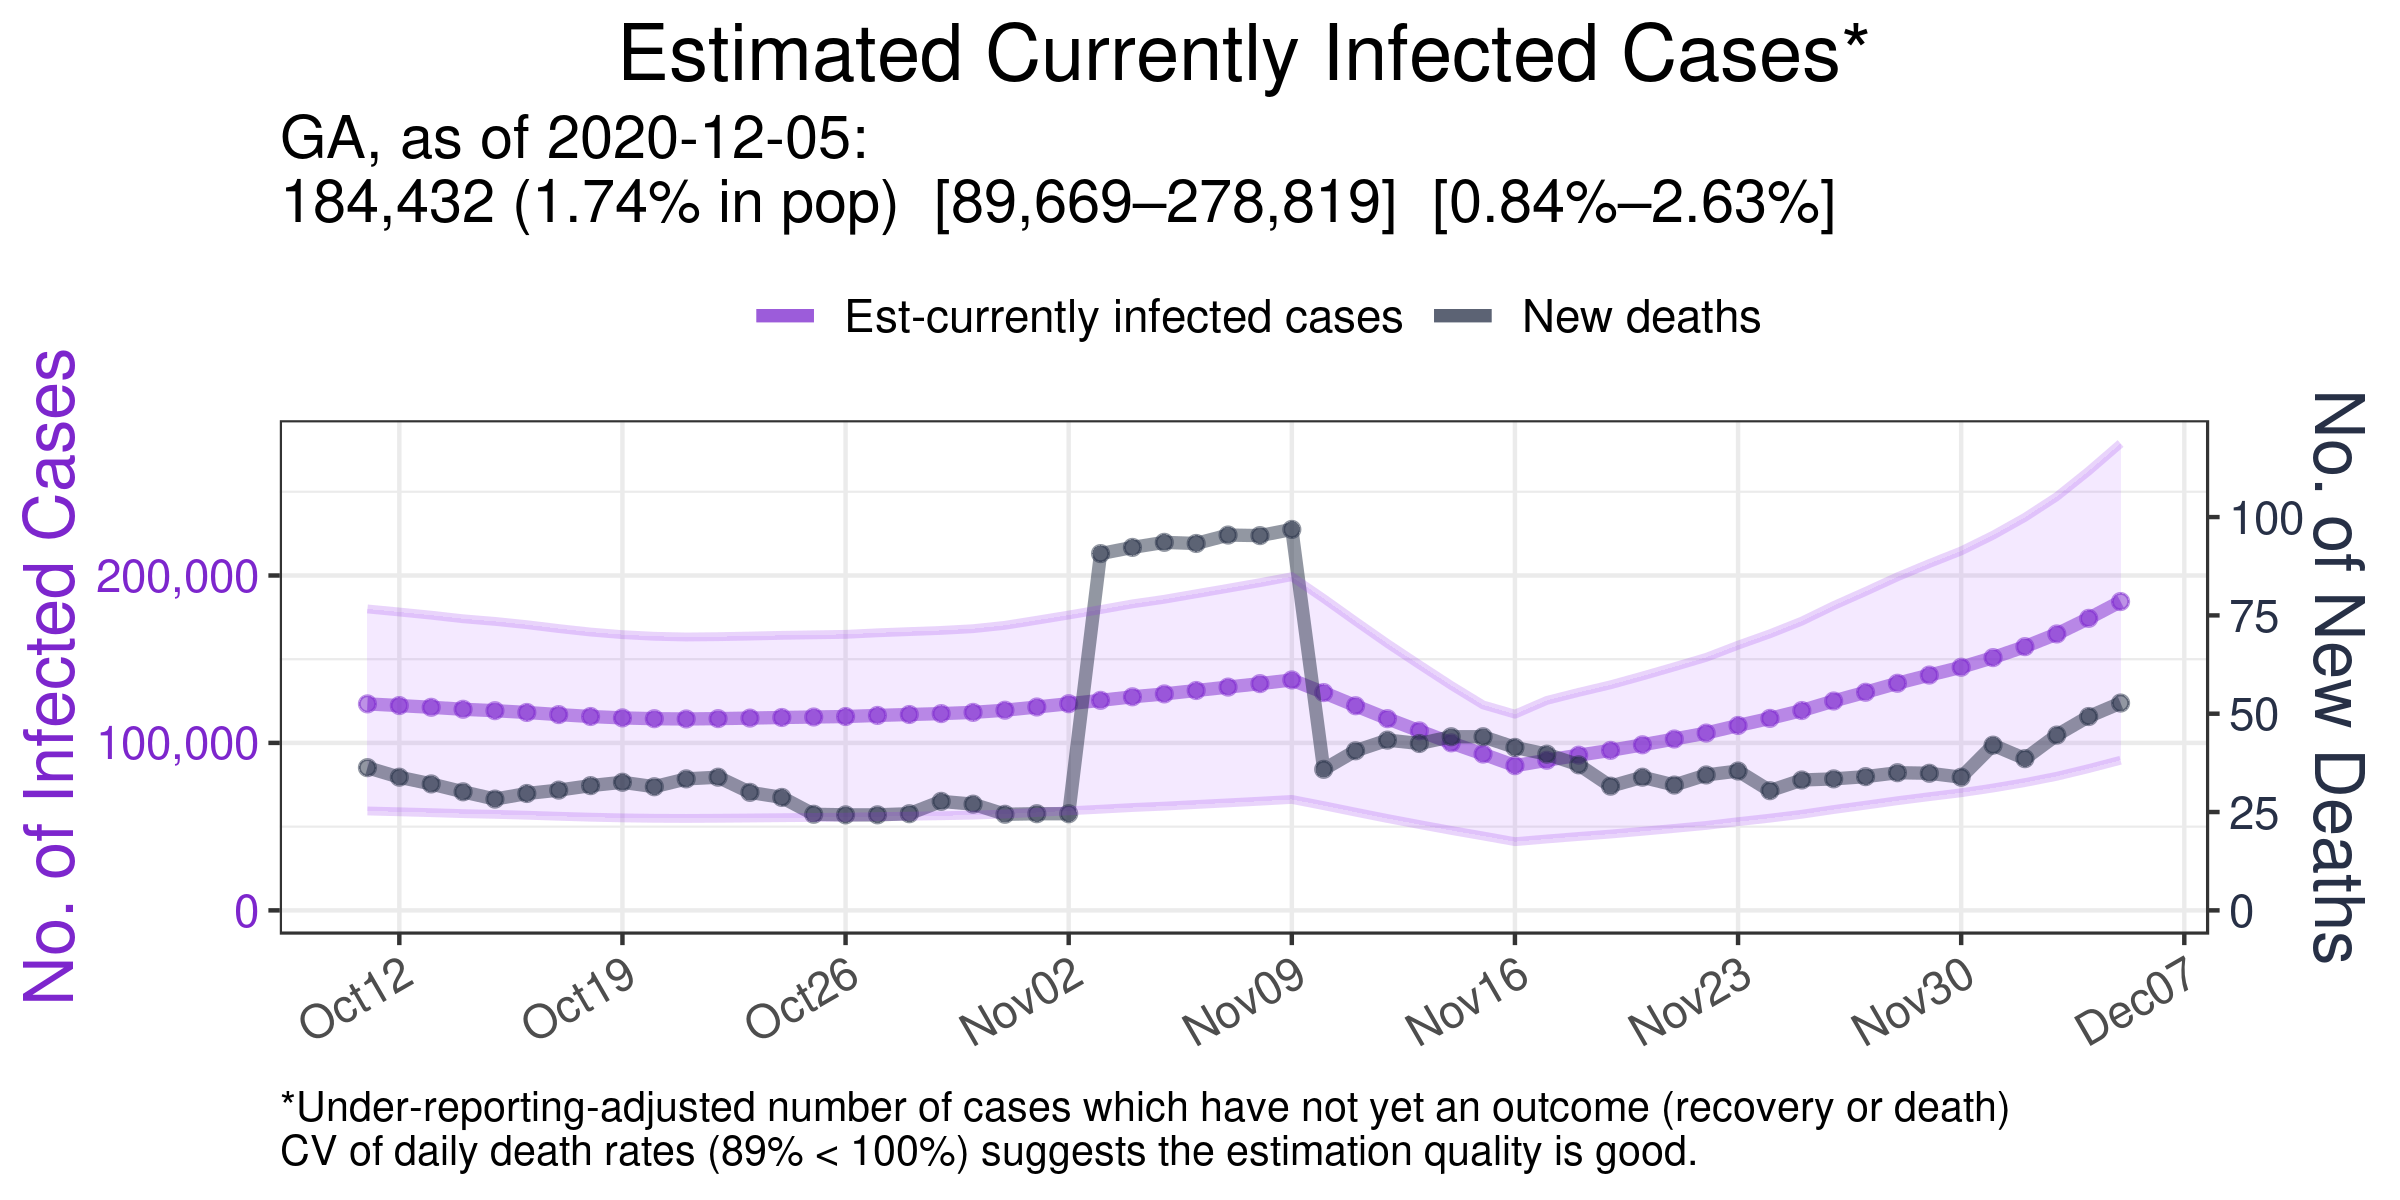 Estimated Currently Infected Cases*
GA, as of 2020-12-05:
184,432 (1.74% in pop)  [89,669–278,819]  [0.84%–2.63%]
Est-currently infected cases
New deaths
No. of Infected Cases
200,000
100,000
0
No. of New Deaths
100
75
50
25
0
Oct12
Oct19
Oct26
Nov02
Nov09
Nov16
Nov23
Nov30
Dec07
*Under-reporting-adjusted number of cases which have not yet an outcome (recovery or death)
CV of daily death rates (89% < 100%) suggests the estimation quality is good.